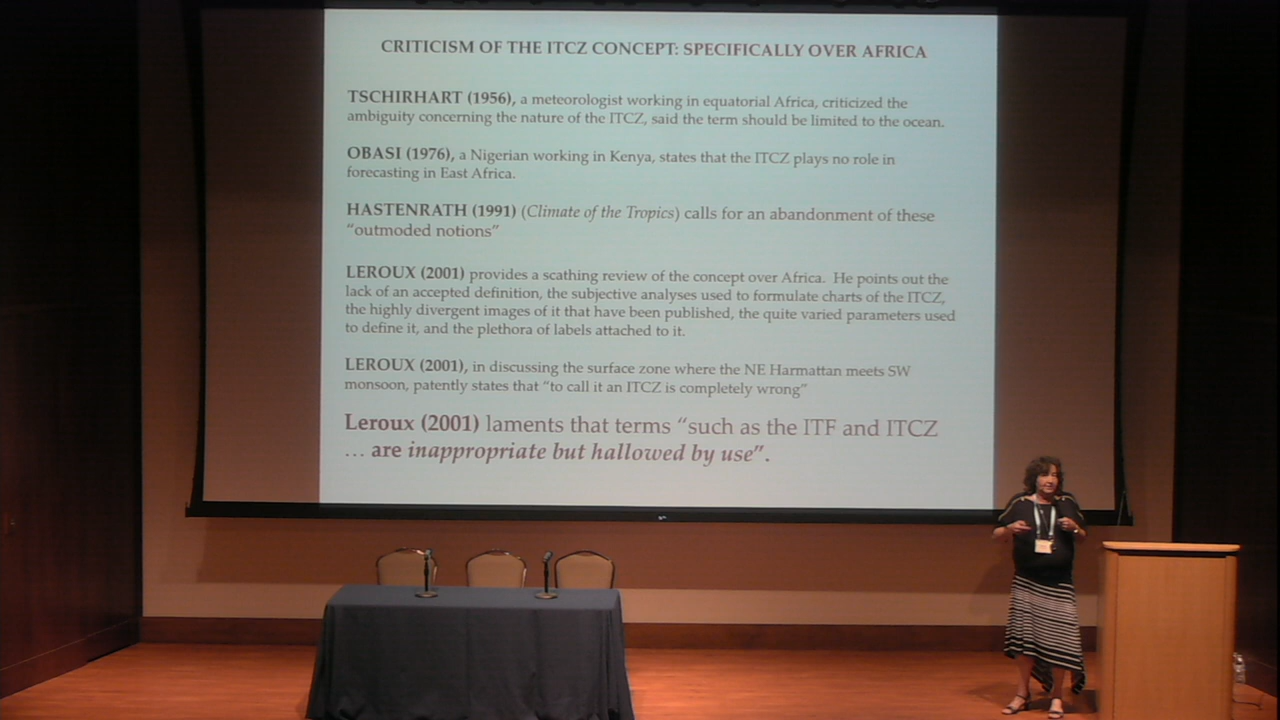 CRITICISM OF THE ITCZ CONCEPT: SPECIFICALLY OVER AFRICA
TSCHIRHART (1956), a meteorologist working in equatorial Africa, criticized the
ambiguity concerning the nature of the ITCZ, said the term should be limited to the ocean.
OBASI (1976), a Nigerian working in Kenya, states that the ITCZ plays no role in
forecasting in East Africa.
HASTENRATH (1991) (Climate of the Tropics) calls for an abandonment of these
"outmoded notions"
LEROUX (2001) provides a scathing review of the concept over Africa. He points out the
lack of an accepted definition, the subjective analyses used to formulate charts of the ITCZ,
the highly divergent images of it that have been published, the quite varied parameters used
to define it, and the plethora of labels attached to it.
LEROUX (2001), in discussing the surface zone where the NE Harmattan meets SW
monsoon, patently states that "to call it an ITCZ is completely wrong"
Leroux (2001) laments that terms "such as the ITF and ITCZ
… are inappropriate but hallowed by use".